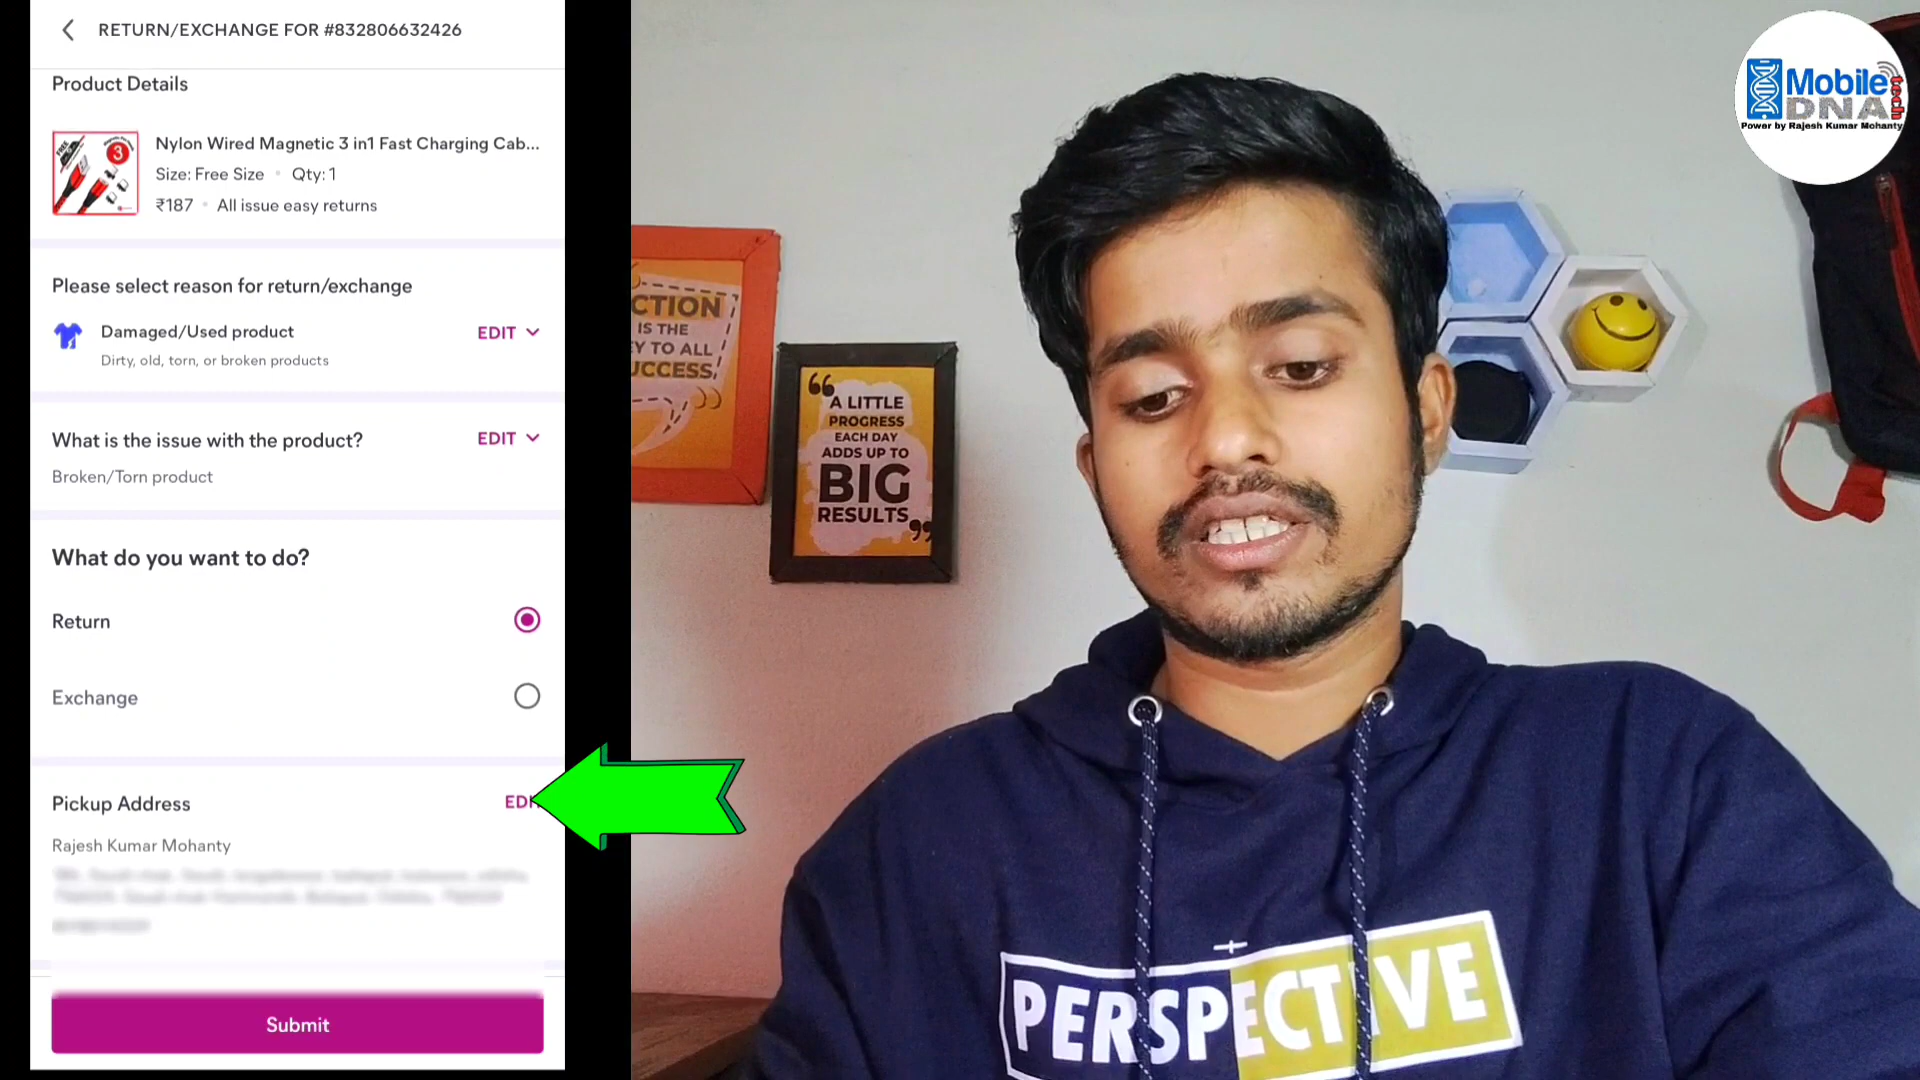 RETURN/EXCHANGE FOR #832806632426
Product Details
FREE
3
Nylon Wired Magnetic 3 in1 Fast Charging Cab...
Size: Free Size • Qty: 1
₹187 • All issue easy returns
Please select reason for return/exchange
Damaged/Used product
EDIT
Dirty, old, torn, or broken products
What is the issue with the product?
EDIT
Broken/Torn product
What do you want to do?
Return
Exchange
Pickup Address
Rajesh Kumar Mohanty
Submit
CTION
IS THE
Y TO ALL
UCCESS,
“ A LITTLE
PROGRESS
EACH DAY
ADDS UP TO
BIG
RESULTS ”
PERSPECTIVE
Mobile
DNA
tech
Power by Rajesh Kumar Mohanty